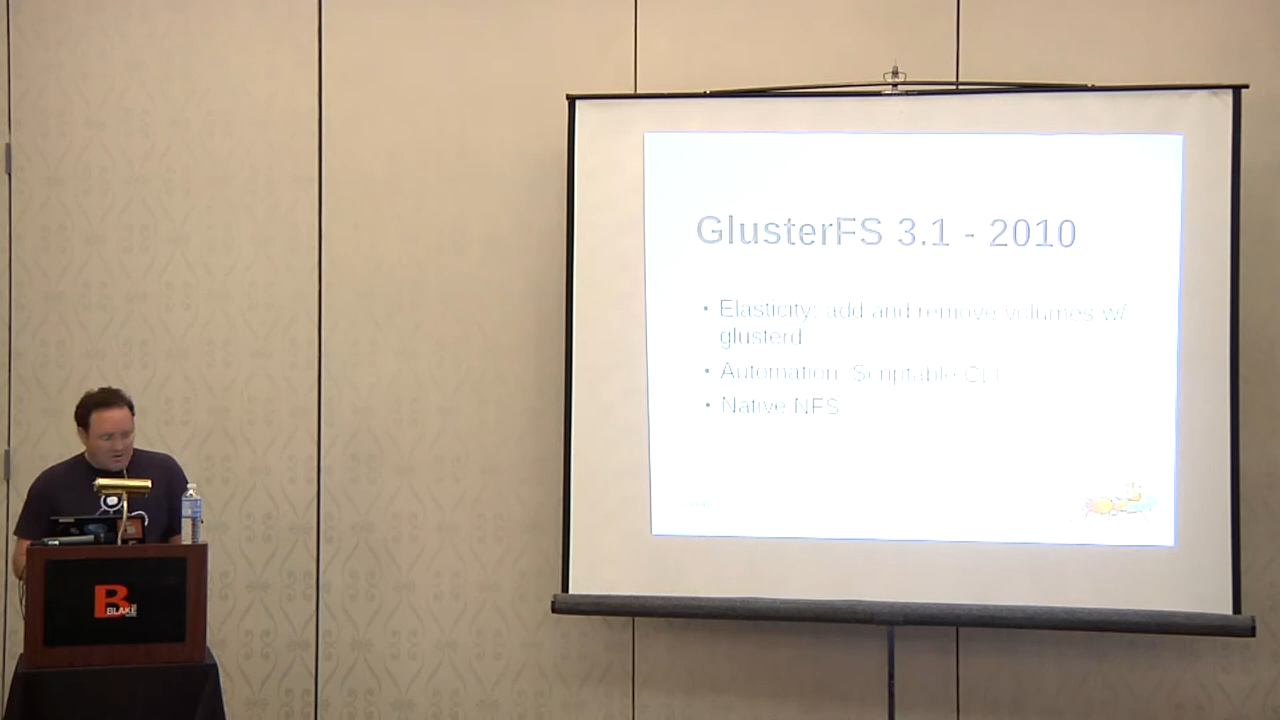 GlusterFS 3.1 - 2010
• Elasticity: add and remove volumes w/
glusterd
• Automation: Scriptable CLI
• Native NFS
B
BLAKE